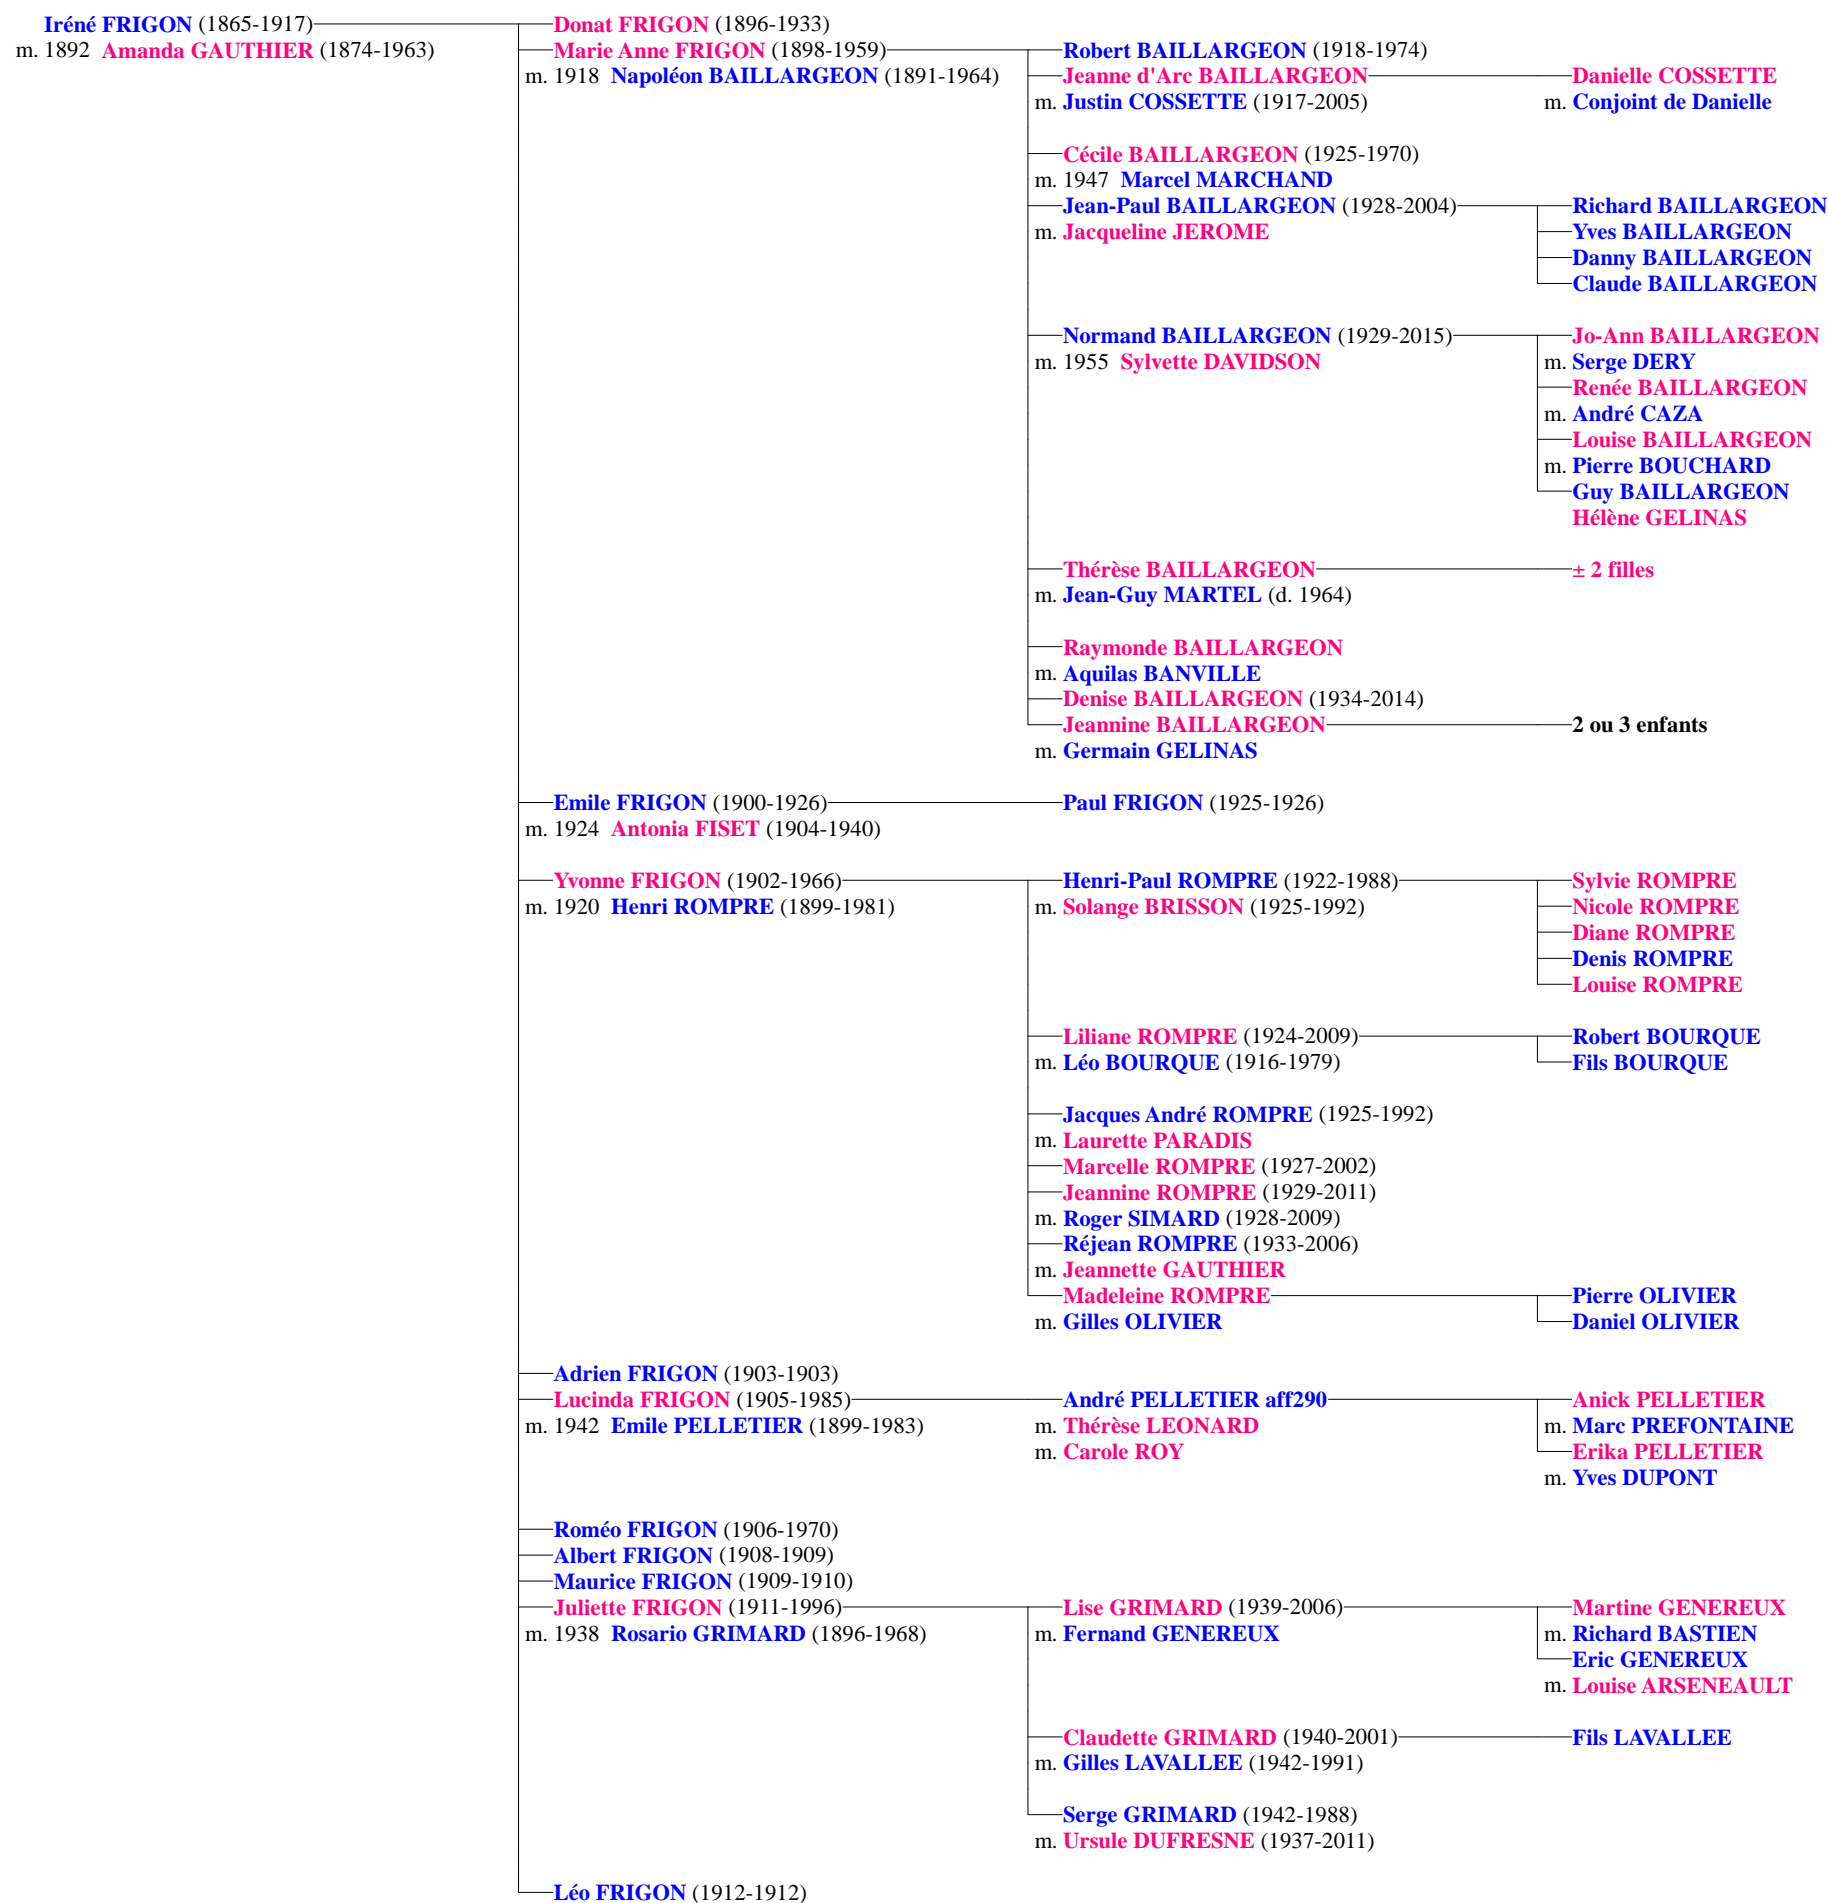 Iréné FRIGON (1865-1917) Donat FRIGON (1896-1933)
m. 1892 Amanda GAUTHIER (1874-1963) Marie Anne FRIGON (1898-1959) Robert BAILLARGEON (1918-1974)
m. 1918 Napoléon BAILLARGEON (1891-1964) Jeanne d'Arc BAILLARGEON Danielle COSSETTE
m. Justin COSSETTE (1917-2005) m. Conjoint de Danielle
Cécile BAILLARGEON (1925-1970)
m. 1947 Marcel MARCHAND
Jean-Paul BAILLARGEON (1928-2004) Richard BAILLARGEON
m. Jacqueline JEROME Yves BAILLARGEON
Danny BAILLARGEON
Claude BAILLARGEON
Normand BAILLARGEON (1929-2015) Jo-Ann BAILLARGEON
m. 1955 Sylvette DAVIDSON m. Serge DERY
Renée BAILLARGEON
m. André CAZA
Louise BAILLARGEON
m. Pierre BOUCHARD
Guy BAILLARGEON
Hélène GELINAS
Thérèse BAILLARGEON ± 2 filles
m. Jean-Guy MARTEL (d. 1964)
Raymonde BAILLARGEON
m. Aquilas BANVILLE
Denise BAILLARGEON (1934-2014)
Jeannine BAILLARGEON 2 ou 3 enfants
m. Germain GELINAS
Emile FRIGON (1900-1926) Paul FRIGON (1925-1926)
m. 1924 Antonia FISET (1904-1940)
Yvonne FRIGON (1902-1966) Henri-Paul ROMPRE (1922-1988) Sylvie ROMPRE
m. 1920 Henri ROMPRE (1899-1981) m. Solange BRISSON (1925-1992) Nicole ROMPRE
Diane ROMPRE
Denis ROMPRE
Louise ROMPRE
Liliane ROMPRE (1924-2009) Robert BOURQUE
m. Léo BOURQUE (1916-1979) Fils BOURQUE
Jacques André ROMPRE (1925-1992)
m. Laurette PARADIS
Marcelle ROMPRE (1927-2002)
Jeannine ROMPRE (1929-2011)
m. Roger SIMARD (1928-2009)
Réjean ROMPRE (1933-2006)
m. Jeannette GAUTHIER
Madeleine ROMPRE Pierre OLIVIER
m. Gilles OLIVIER Daniel OLIVIER
Adrien FRIGON (1903-1903)
Lucinda FRIGON (1905-1985) André PELLETIER aff290 Anick PELLETIER
m. 1942 Emile PELLETIER (1899-1983) m. Thérèse LEONARD m. Marc PREFONTAINE
m. Carole ROY Erika PELLETIER
m. Yves DUPONT
Roméo FRIGON (1906-1970)
Albert FRIGON (1908-1909)
Maurice FRIGON (1909-1910)
Juliette FRIGON (1911-1996) Lise GRIMARD (1939-2006) Martine GENEREUX
m. 1938 Rosario GRIMARD (1896-1968) m. Fernand GENEREUX m. Richard BASTIEN
Eric GENEREUX
m. Louise ARSENEAULT
Claudette GRIMARD (1940-2001) Fils LAVALLEE
m. Gilles LAVALLEE (1942-1991)
Serge GRIMARD (1942-1988)
m. Ursule DUFRESNE (1937-2011)
Léo FRIGON (1912-1912)